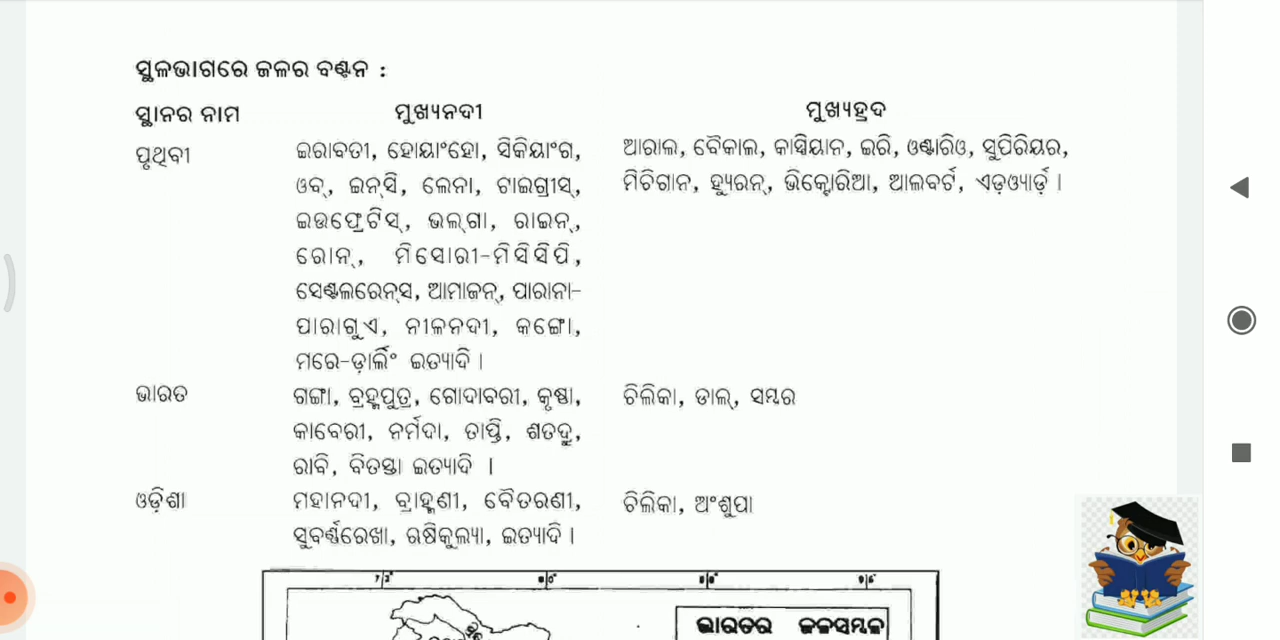 ସ୍ଥଳଭାଗରେ ଜଳର ବଣ୍ଟନ :
ସ୍ଥାନର ନାମ ମୁଖ୍ୟନଦୀ ମୁଖ୍ୟହ୍ରଦ
ପୃଥିବୀ ଇରାବତୀ, ହୋୟାଂହୋ, ସିକିୟାଂଗ, ଆରାଲ, ବୈକାଲ, କାସ୍ପିୟାନ, ଇରି, ଓଣ୍ଟାରିଓ, ସୁପିରିୟର,
ଓବ୍, ଇନ୍‌ସି, ଲେନା, ଟାଇଗ୍ରୀସ୍, ମିଚିଗାନ, ହ୍ୟୁରନ୍, ଭିକ୍ଟୋରିଆ, ଆଲବର୍ଟ, ଏଡ଼ଓ୍ୟାର୍ଡ଼ ।
ଇଉଫ୍ରେଟିସ୍, ଭଲ୍‌ଗା, ରାଇନ୍,
ରୋନ୍, ମିସୋରୀ-ମିସିସିପି,
ସେଣ୍ଟଲରେନ୍‌ସ, ଆମାଜନ୍, ପାରାନା-
ପାରାଗୁଏ, ନୀଳନଦୀ, କଙ୍ଗୋ,
ମରେ-ଡ଼ାର୍ଲିଂ ଇତ୍ୟାଦି ।
ଭାରତ ଗଙ୍ଗା, ବ୍ରହ୍ମପୁତ୍ର, ଗୋଦାବରୀ, କୃଷ୍ଣା, ଚିଲିକା, ଡାଲ୍, ସମ୍ଭର
କାବେରୀ, ନର୍ମଦା, ତାପ୍ତି, ଶତଦ୍ରୁ,
ରାବି, ବିତସ୍ତା ଇତ୍ୟାଦି ।
ଓଡ଼ିଶା ମହାନଦୀ, ବ୍ରାହ୍ମଣୀ, ବୈତରଣୀ, ଚିଲିକା, ଅଂଶୁପା
ସୁବର୍ଣ୍ଣରେଖା, ଋଷିକୁଲ୍ୟା, ଇତ୍ୟାଦି ।
ଭାରତର ଜଳସମ୍ବଳ